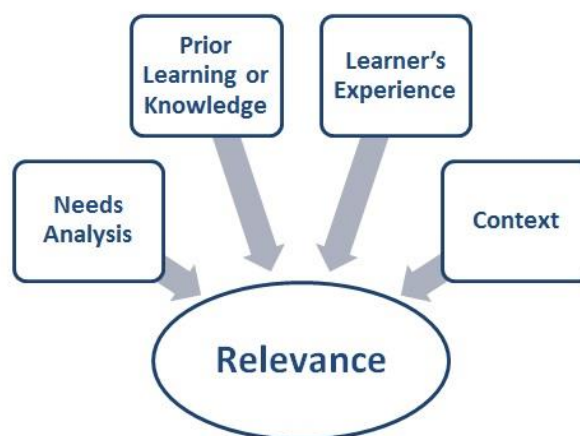 Prior
Learning or
Knowledge
Learner’s
Experience
Needs
Analysis
Context
Relevance